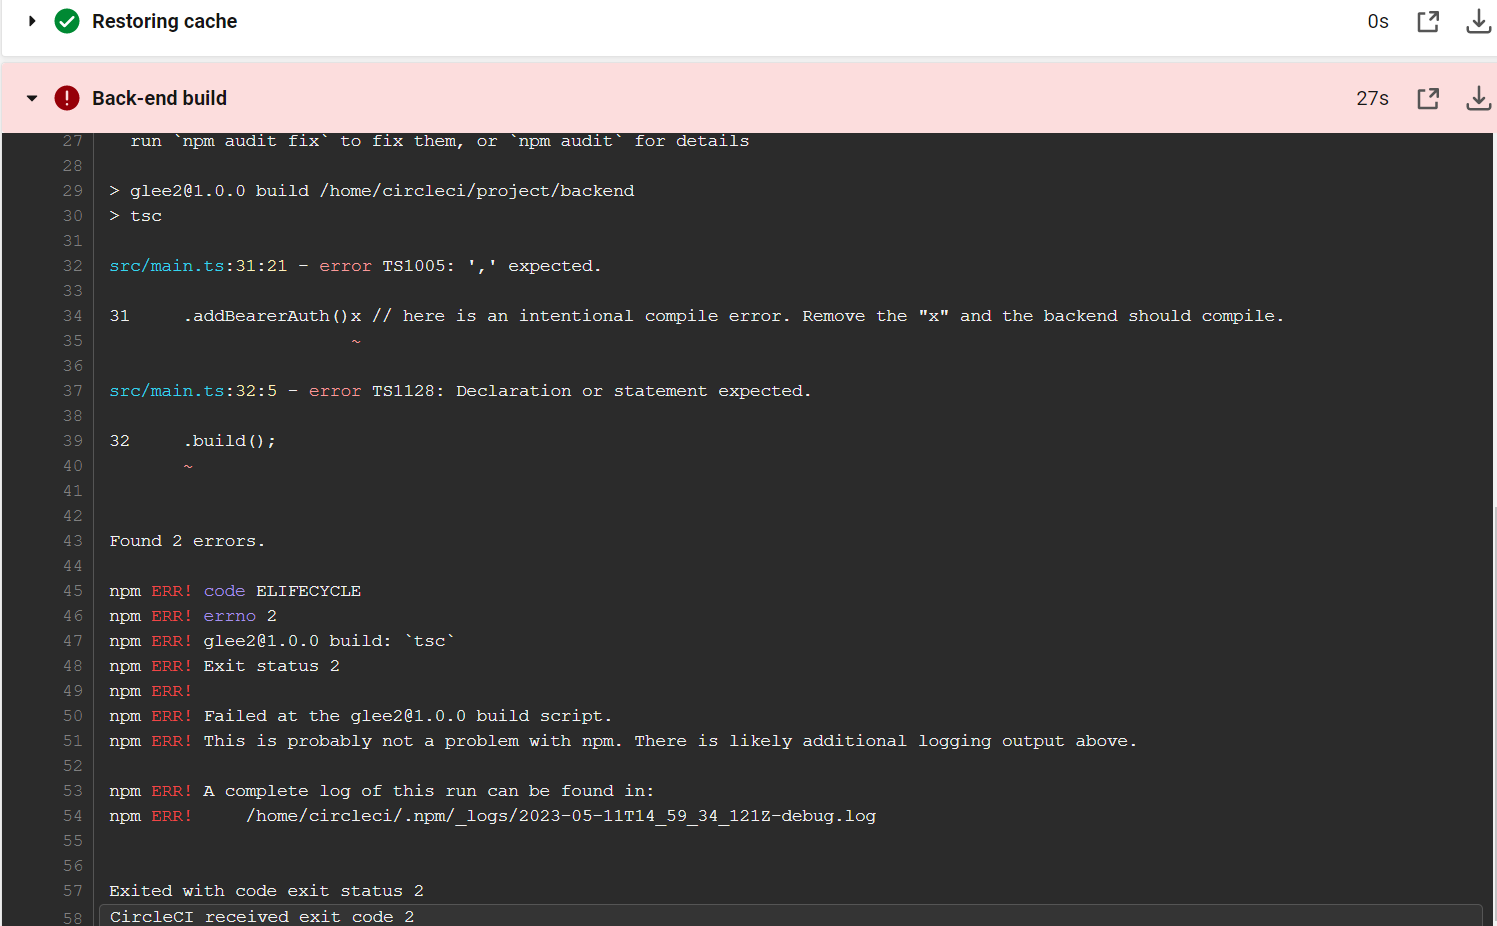 Restoring cache 0s
Back-end build 27s
27 run `npm audit fix` to fix them, or `npm audit` for details
28
29 > glee2@1.0.0 build /home/circleci/project/backend
30 > tsc
31
32 src/main.ts:31:21 - error TS1005: ',' expected.
33
34 31     .addBearerAuth()x // here is an intentional compile error. Remove the "x" and the backend should compile.
35 ~
36
37 src/main.ts:32:5 - error TS1128: Declaration or statement expected.
38
39 32     .build();
40 ~
41
42
43 Found 2 errors.
44
45 npm ERR! code ELIFECYCLE
46 npm ERR! errno 2
47 npm ERR! glee2@1.0.0 build: `tsc`
48 npm ERR! Exit status 2
49 npm ERR!
50 npm ERR! Failed at the glee2@1.0.0 build script.
51 npm ERR! This is probably not a problem with npm. There is likely additional logging output above.
52
53 npm ERR! A complete log of this run can be found in:
54 npm ERR!     /home/circleci/.npm/_logs/2023-05-11T14_59_34_121Z-debug.log
55
56
57 Exited with code exit status 2
58 CircleCI received exit code 2